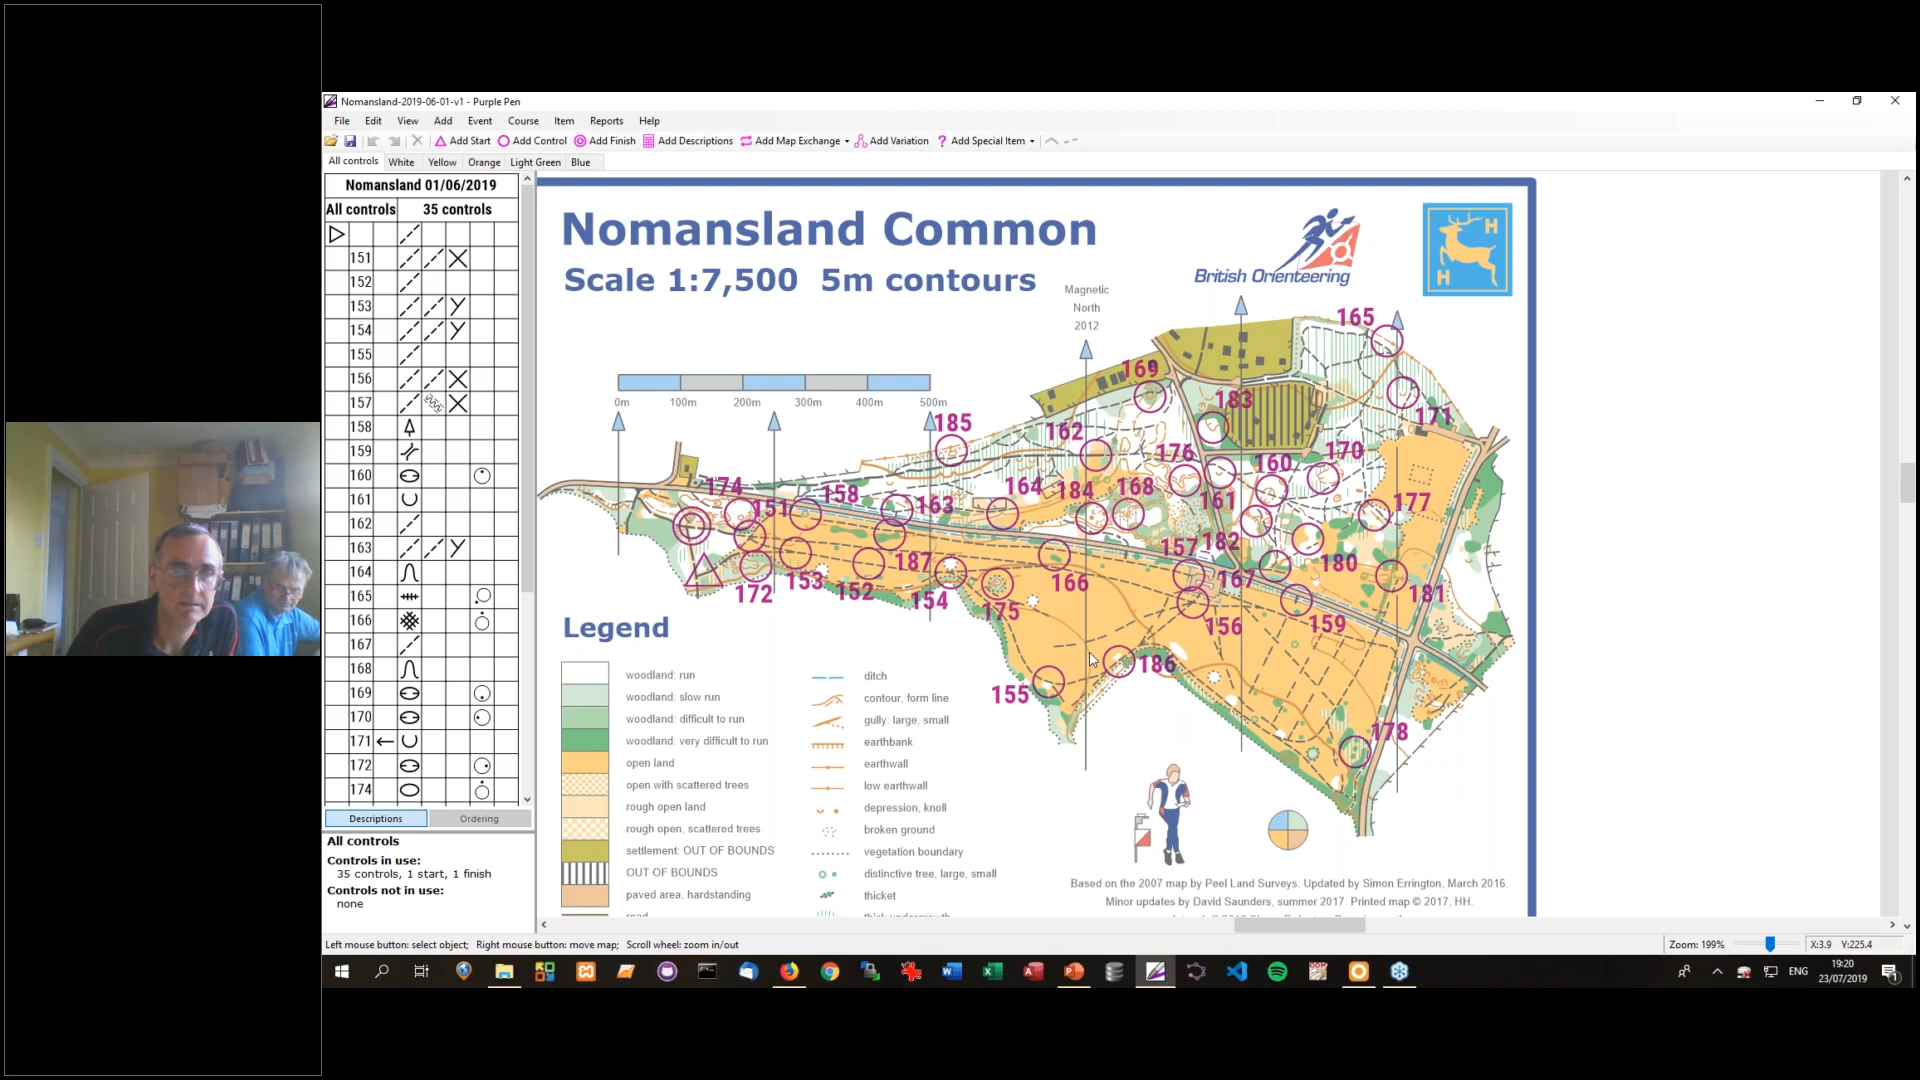 Nomansland-2019-06-01-v1 - Purple Pen
File Edit View Add Event Course Item Reports Help
Add Start Add Control Add Finish Add Descriptions Add Map Exchange Add Variation ? Add Special Item
All controls White Yellow Orange Light Green Blue
Nomansland 01/06/2019
All controls 35 controls
151
152
153
154
155
156
157
158
159
160
161
162
163
164
165
166
167
168
169
170
171
172
174
Descriptions Ordering
All controls
Controls in use:
35 controls, 1 start, 1 finish
Controls not in use:
none
Nomansland Common
Scale 1:7,500 5m contours
British Orienteering
H
H
Magnetic
North
2012
0m 100m 200m 300m 400m 500m
165
169
183
171
185
162
176
160
170
174
151
158
163
164
184
168
161
177
157
182
180
172
153
152
187
154
175
166
167
181
156
159
155
186
178
Legend
woodland: run
woodland: slow run
woodland: difficult to run
woodland: very difficult to run
open land
open with scattered trees
rough open land
rough open, scattered trees
settlement: OUT OF BOUNDS
OUT OF BOUNDS
paved area, hardstanding
road
ditch
contour, form line
gully: large, small
earthbank
earthwall
low earthwall
depression, knoll
broken ground
vegetation boundary
distinctive tree, large, small
thicket
thick undergrowth
Based on the 2007 map by Peel Land Surveys. Updated by Simon Errington, March 2016.
Minor updates by David Saunders, summer 2017. Printed map © 2017, HH.
Left mouse button: select object; Right mouse button: move map; Scroll wheel: zoom in/out
Zoom: 199%
X:3.9 Y:225.4
ENG
19:20
23/07/2019